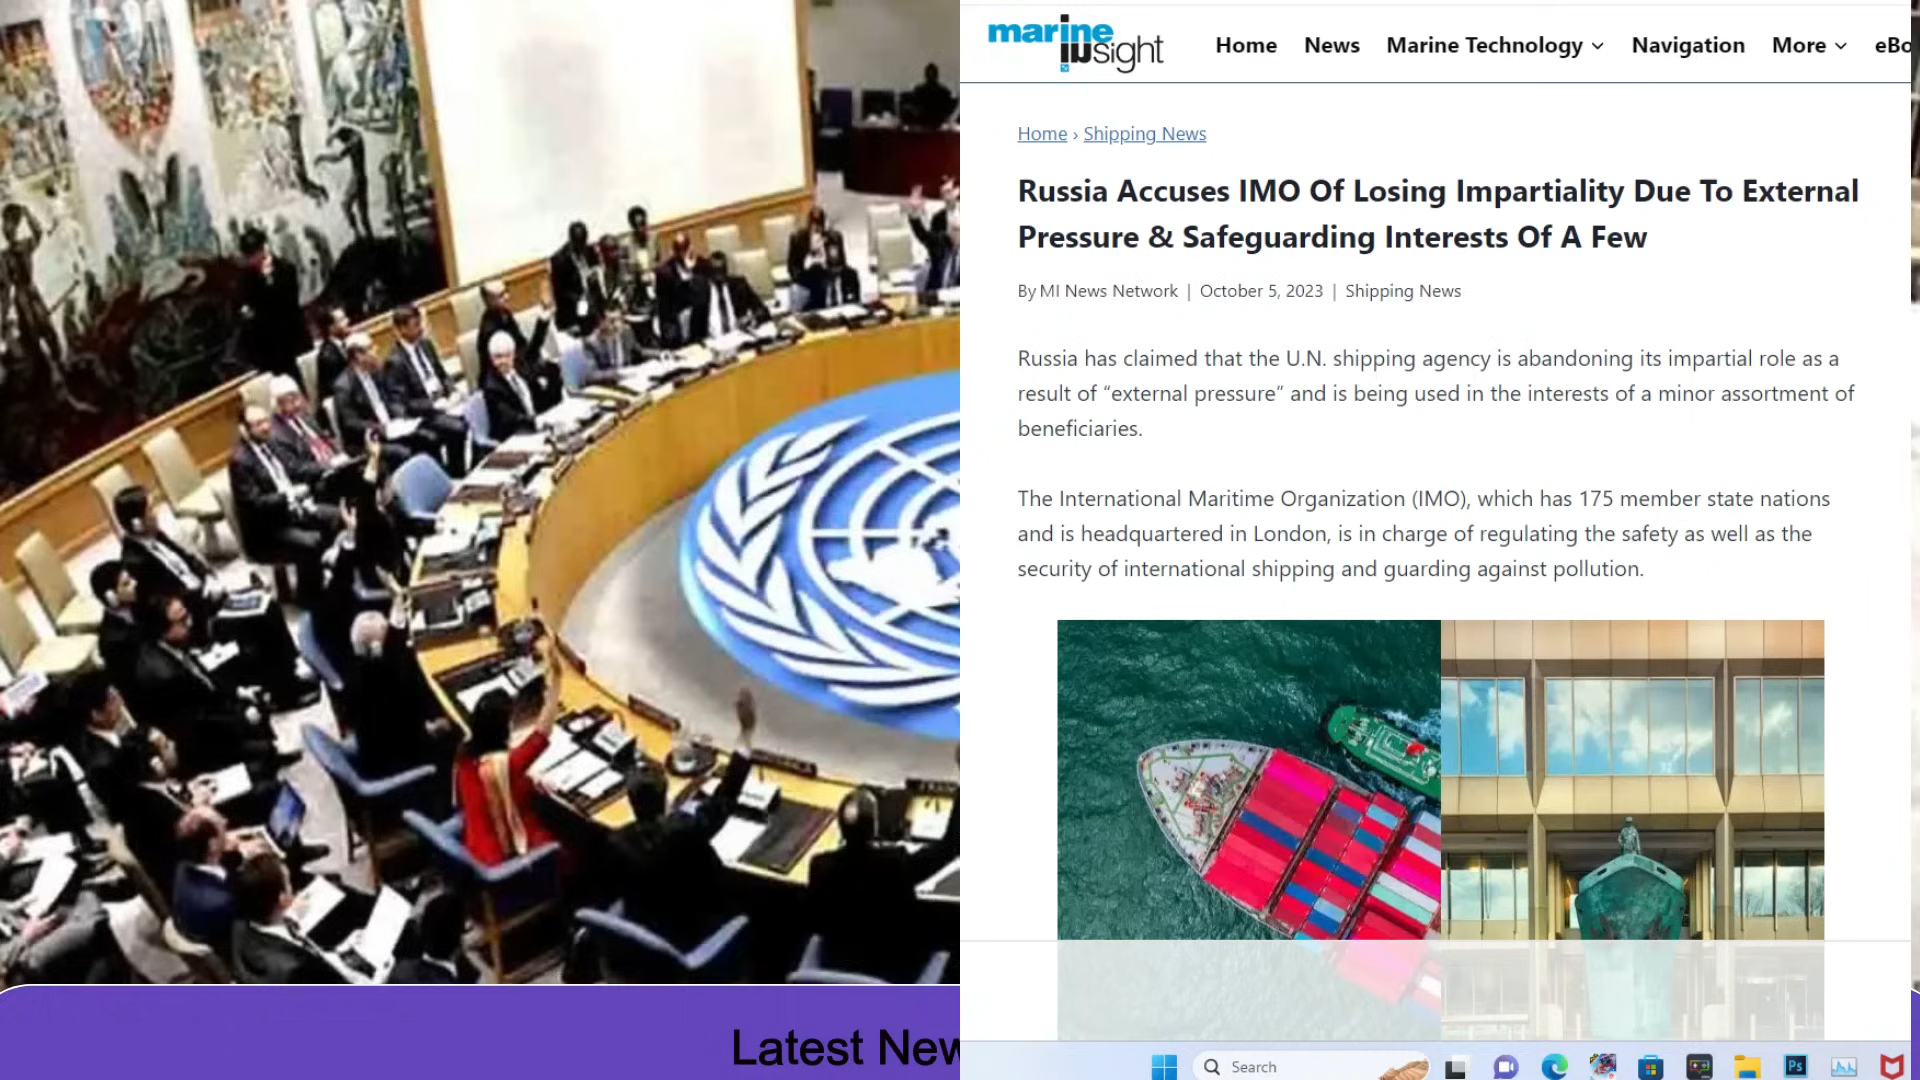 marine insight
Home News Marine Technology Navigation More eBo
Home › Shipping News
Russia Accuses IMO Of Losing Impartiality Due To External
Pressure & Safeguarding Interests Of A Few
By MI News Network | October 5, 2023 | Shipping News
Russia has claimed that the U.N. shipping agency is abandoning its impartial role as a
result of “external pressure” and is being used in the interests of a minor assortment of
beneficiaries.
The International Maritime Organization (IMO), which has 175 member state nations
and is headquartered in London, is in charge of regulating the safety as well as the
security of international shipping and guarding against pollution.
Latest New
Search
Ps